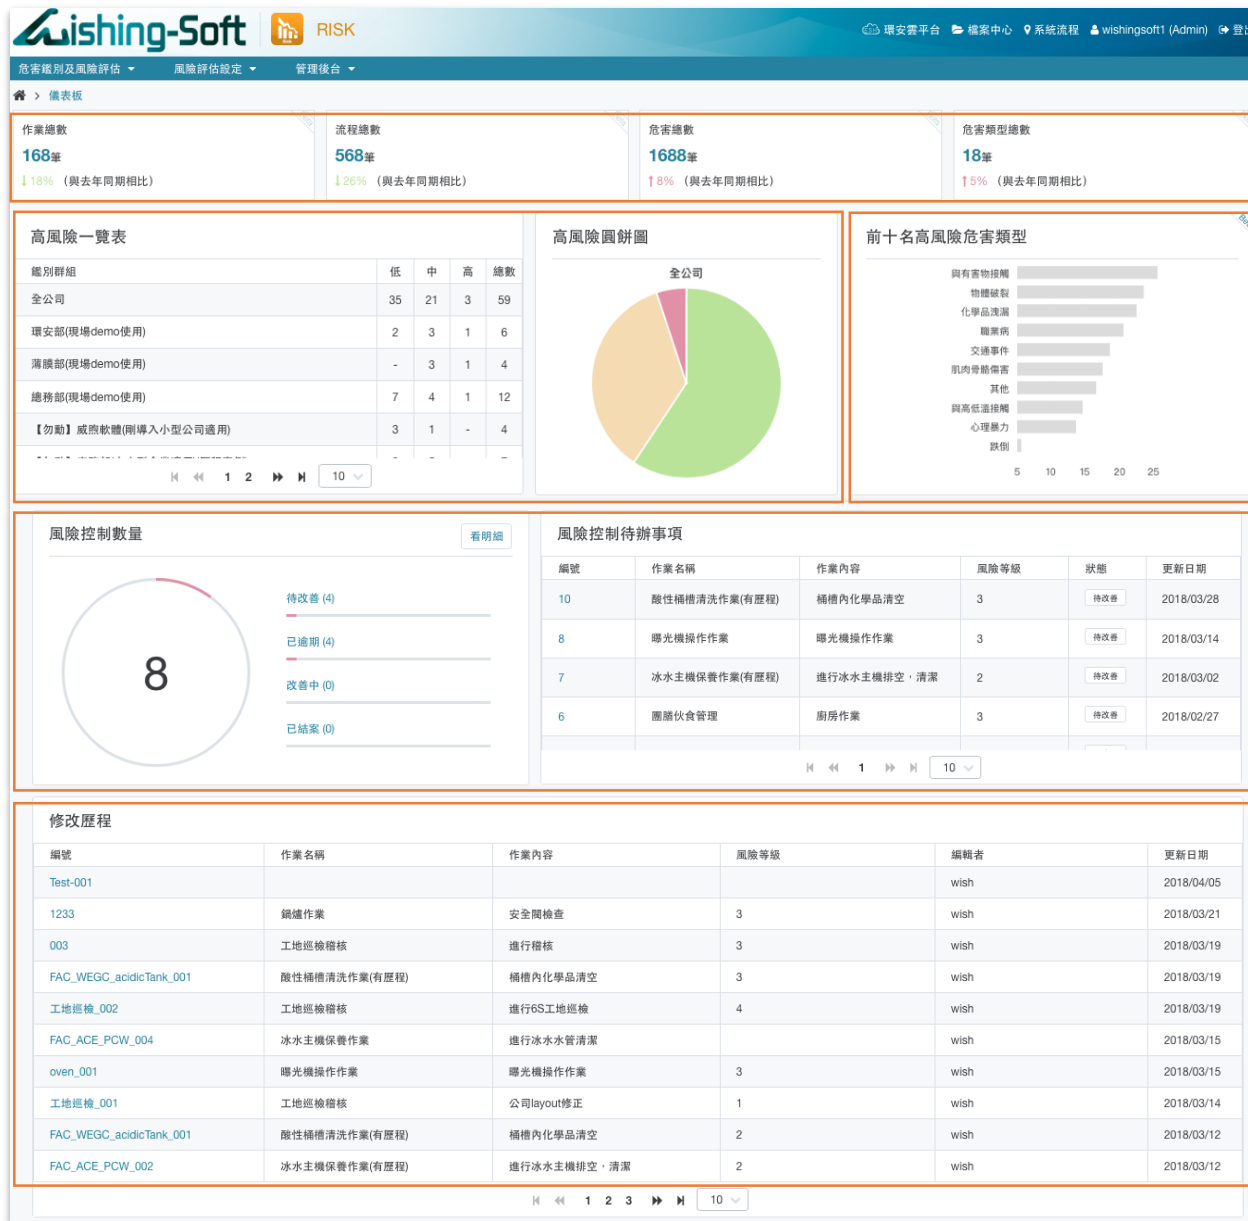 Wishing-Soft RISK 環安雲平台 檔案中心 系統流程 wishingsoft1 (Admin)
危害鑑別及風險評估 風險評估設定 管理後台
> 儀表板
作業總數 流程總數 危害總數 危害類型總數
168筆 568筆 1688筆 18筆
↓18% (與去年同期相比) ↓26% (與去年同期相比) ↑8% (與去年同期相比) ↑5% (與去年同期相比)
高風險一覽表
鑑別群組 低 中 高 總數
全公司 35 21 3 59
環安部(現場demo使用) 2 3 1 6
薄膜部(現場demo使用) - 3 1 4
總務部(現場demo使用) 7 4 1 12
【勿動】威煦軟體(剛導入小型公司適用) 3 1 - 4
1 2 10
高風險圓餅圖
全公司
前十名高風險危害類型
與有害物接觸
物體破裂
化學品洩漏
職業病
交通事件
肌肉骨骼傷害
其他
與高低溫接觸
心理暴力
跌倒
5 10 15 20 25
風險控制數量 看明細
8
待改善 (4)
已逾期 (4)
改善中 (0)
已結案 (0)
風險控制待辦事項
編號 作業名稱 作業內容 風險等級 狀態 更新日期
10 酸性桶槽清洗作業(有歷程) 桶槽內化學品清空 3 待改善 2018/03/28
8 曝光機操作作業 曝光機操作作業 3 待改善 2018/03/14
7 冰水主機保養作業(有歷程) 進行冰水主機排空，清潔 2 待改善 2018/03/02
6 團膳伙食管理 廚房作業 3 待改善 2018/02/27
1 10
修改歷程
編號 作業名稱 作業內容 風險等級 編輯者 更新日期
Test-001 wish 2018/04/05
1233 鍋爐作業 安全閥檢查 3 wish 2018/03/21
003 工地巡檢稽核 進行稽核 3 wish 2018/03/19
FAC_WEGC_acidicTank_001 酸性桶槽清洗作業(有歷程) 桶槽內化學品清空 3 wish 2018/03/19
工地巡檢_002 工地巡檢稽核 進行6S工地巡檢 4 wish 2018/03/19
FAC_ACE_PCW_004 冰水主機保養作業 進行冰水水管清潔 wish 2018/03/15
oven_001 曝光機操作作業 曝光機操作作業 3 wish 2018/03/15
工地巡檢_001 工地巡檢稽核 公司layout修正 1 wish 2018/03/14
FAC_WEGC_acidicTank_001 酸性桶槽清洗作業(有歷程) 桶槽內化學品清空 2 wish 2018/03/12
FAC_ACE_PCW_002 冰水主機保養作業(有歷程) 進行冰水主機排空，清潔 2 wish 2018/03/12
1 2 3 10